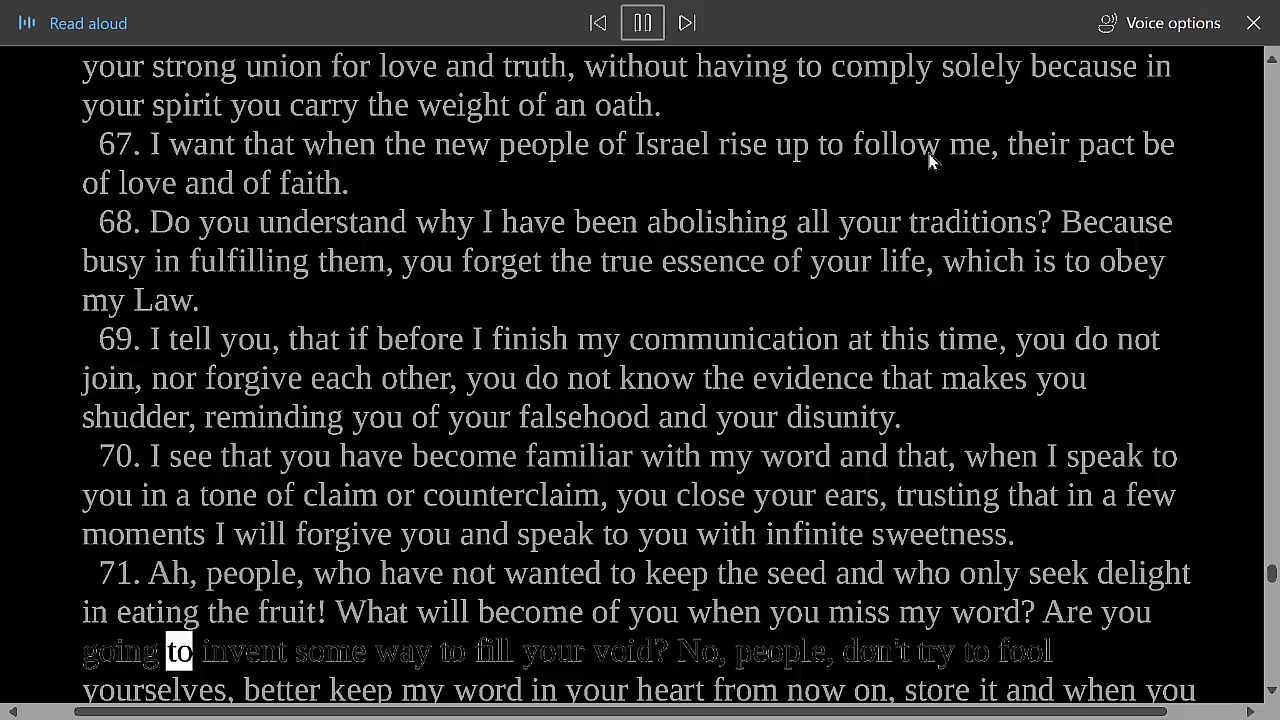 Read aloud
Voice options
your strong union for love and truth, without having to comply solely because in
your spirit you carry the weight of an oath.
67. I want that when the new people of Israel rise up to follow me, their pact be
of love and of faith.
68. Do you understand why I have been abolishing all your traditions? Because
busy in fulfilling them, you forget the true essence of your life, which is to obey
my Law.
69. I tell you, that if before I finish my communication at this time, you do not
join, nor forgive each other, you do not know the evidence that makes you
shudder, reminding you of your falsehood and your disunity.
70. I see that you have become familiar with my word and that, when I speak to
you in a tone of claim or counterclaim, you close your ears, trusting that in a few
moments I will forgive you and speak to you with infinite sweetness.
71. Ah, people, who have not wanted to keep the seed and who only seek delight
in eating the fruit! What will become of you when you miss my word? Are you
going to invent some way to fill your void? No, people, don't try to fool
yourselves, better keep my word in your heart from now on, store it and when you